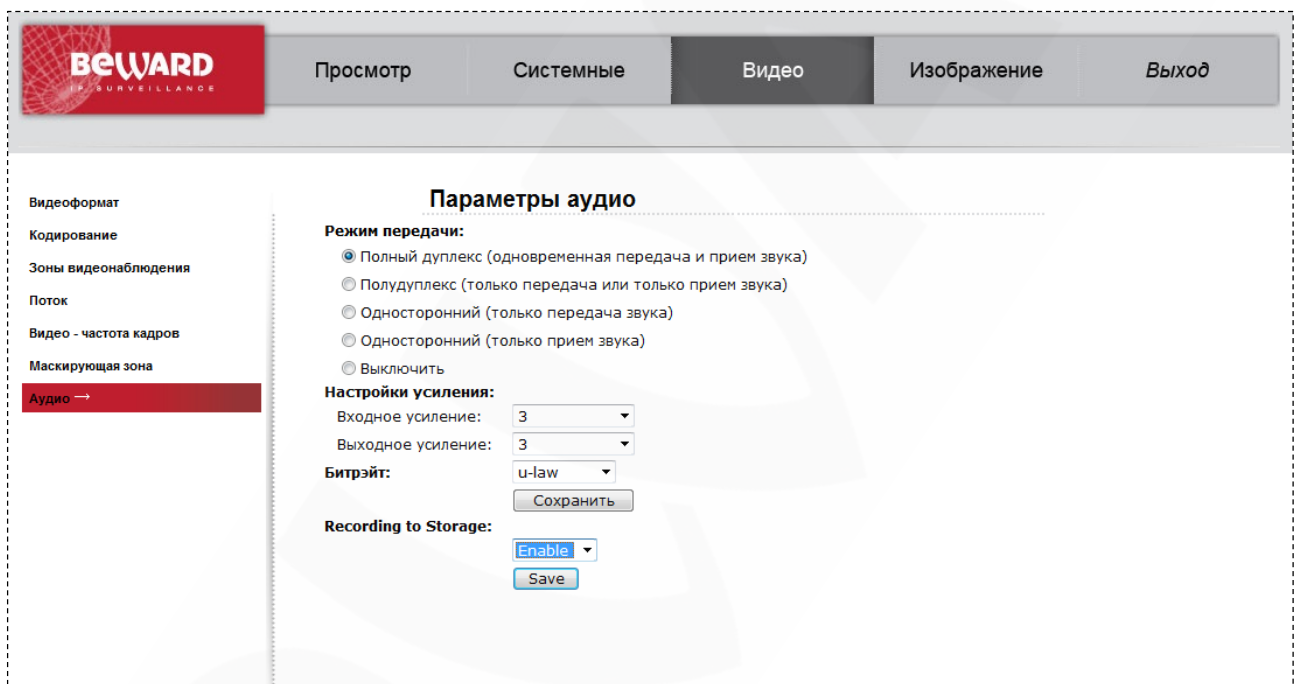 BEWARD
IP SURVEILLANCE
Просмотр Системные Видео Изображение Выход
Видеоформат
Кодирование
Зоны видеонаблюдения
Поток
Видео - частота кадров
Маскирующая зона
Аудио →
Параметры аудио
Режим передачи:
Полный дуплекс (одновременная передача и прием звука)
Полудуплекс (только передача или только прием звука)
Односторонний (только передача звука)
Односторонний (только прием звука)
Выключить
Настройки усиления:
Входное усиление: 3
Выходное усиление: 3
Битрэйт: u-law
Сохранить
Recording to Storage:
Enable
Save